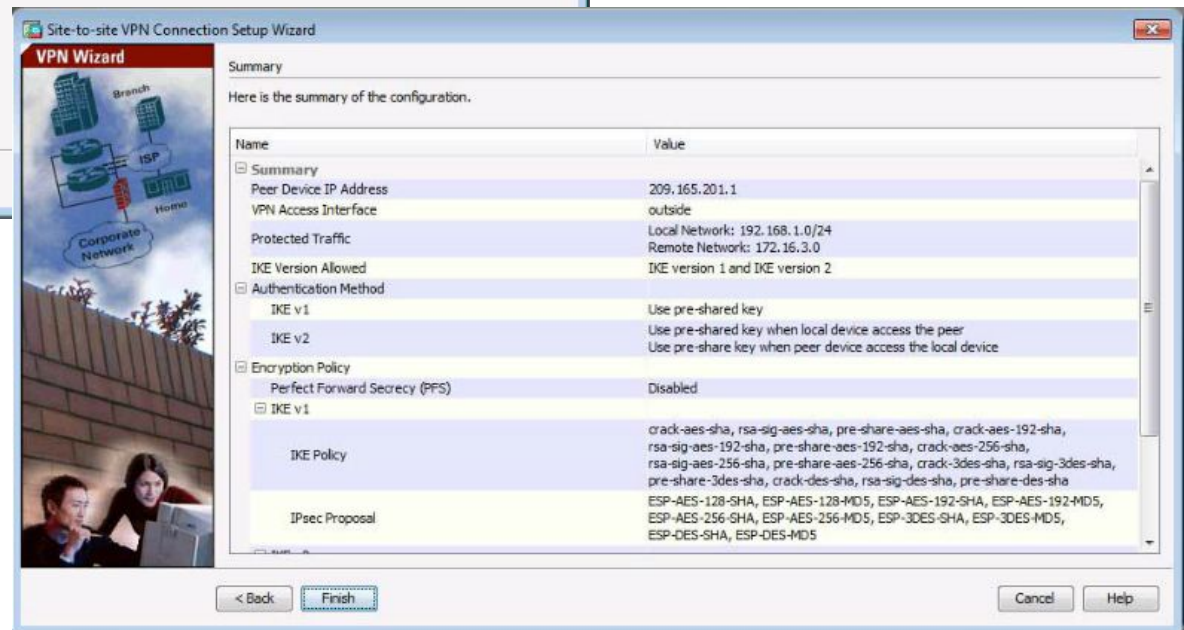 Site-to-site VPN Connection Setup Wizard
VPN Wizard
Branch
ISP
Home
Corporate
Network
Summary
Here is the summary of the configuration.
Name Value
Summary
Peer Device IP Address 209.165.201.1
VPN Access Interface outside
Protected Traffic Local Network: 192.168.1.0/24
Remote Network: 172.16.3.0
IKE Version Allowed IKE version 1 and IKE version 2
Authentication Method
IKE v1 Use pre-shared key
IKE v2 Use pre-shared key when local device access the peer
Use pre-share key when peer device access the local device
Encryption Policy
Perfect Forward Secrecy (PFS) Disabled
IKE v1
IKE Policy crack-aes-sha, rsa-sig-aes-sha, pre-share-aes-sha, crack-aes-192-sha,
rsa-sig-aes-192-sha, pre-share-aes-192-sha, crack-aes-256-sha,
rsa-sig-aes-256-sha, pre-share-aes-256-sha, crack-3des-sha, rsa-sig-3des-sha,
pre-share-3des-sha, crack-des-sha, rsa-sig-des-sha, pre-share-des-sha
IPsec Proposal ESP-AES-128-SHA, ESP-AES-128-MD5, ESP-AES-192-SHA, ESP-AES-192-MD5,
ESP-AES-256-SHA, ESP-AES-256-MD5, ESP-3DES-SHA, ESP-3DES-MD5,
ESP-DES-SHA, ESP-DES-MD5
< Back Finish Cancel Help